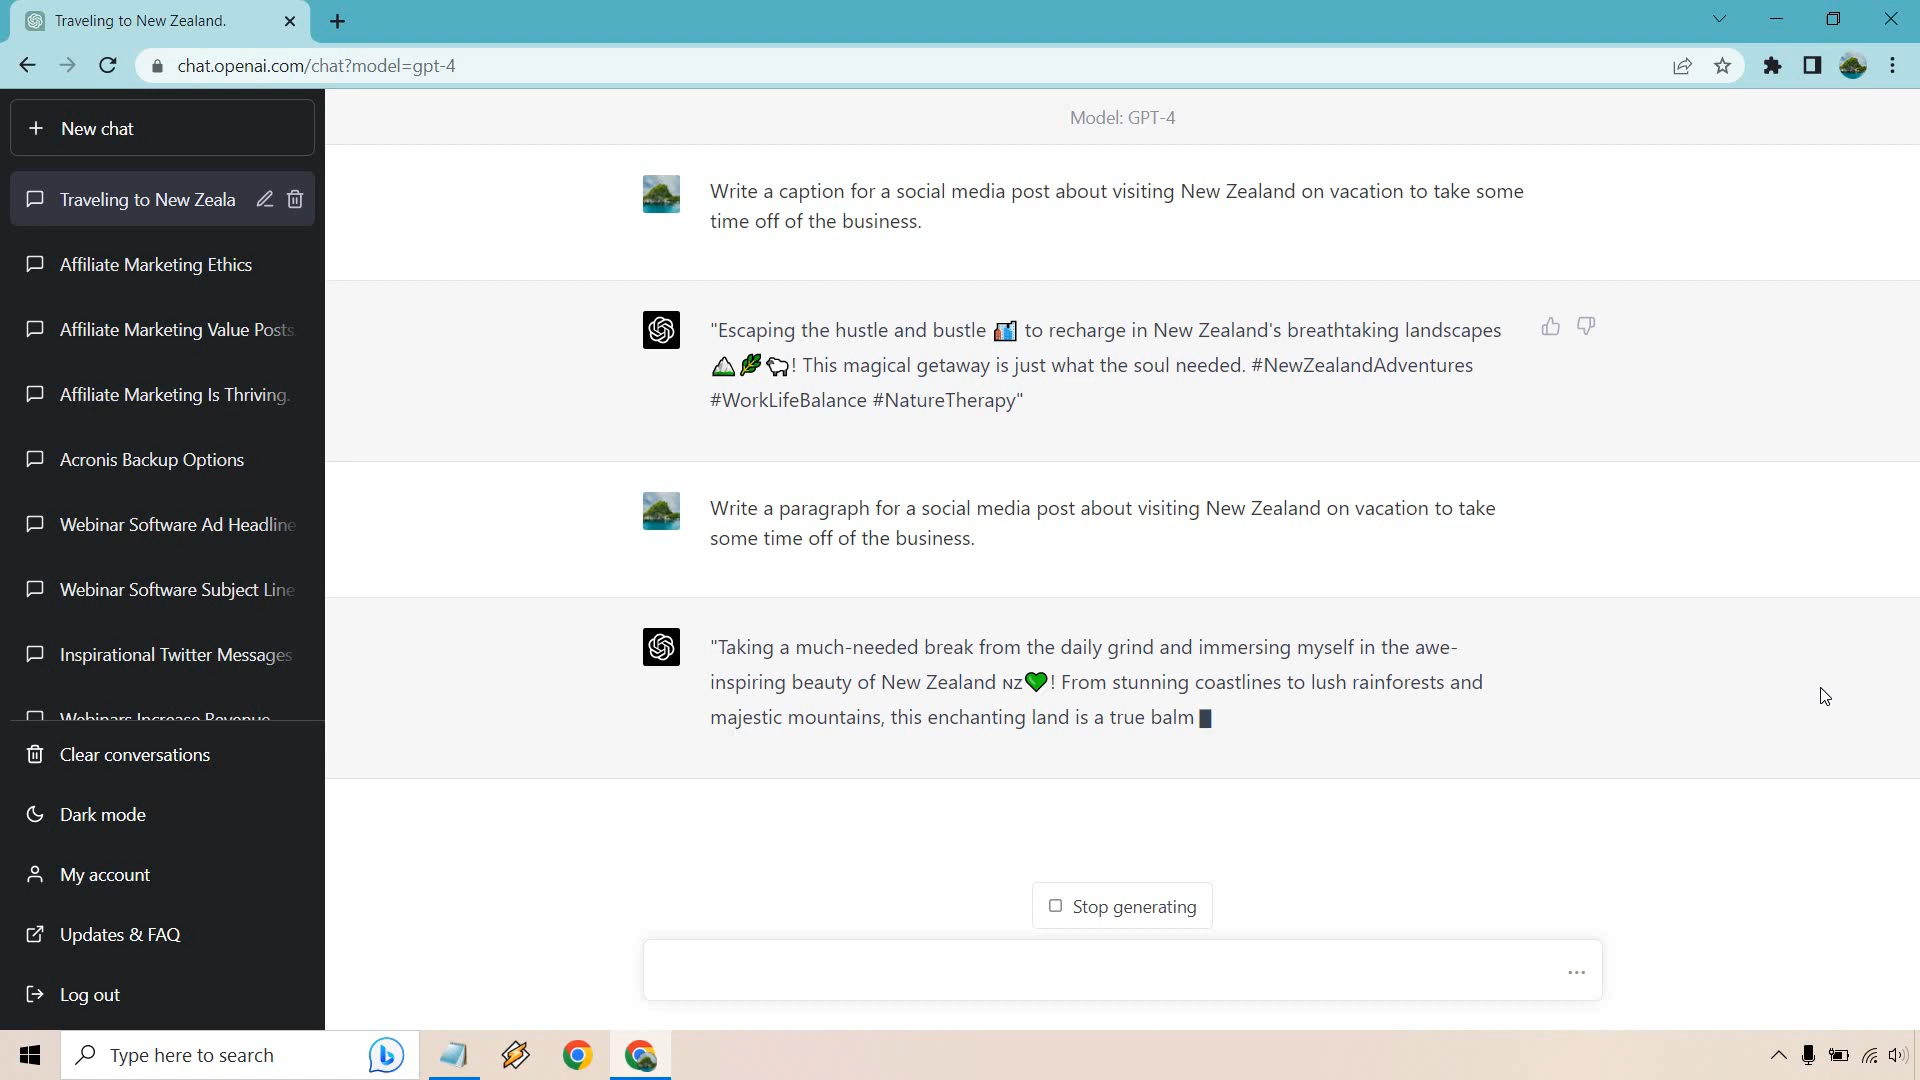 Traveling to New Zealand.
chat.openai.com/chat?model=gpt-4
New chat
Traveling to New Zeala
Affiliate Marketing Ethics
Affiliate Marketing Value Posts.
Affiliate Marketing Is Thriving.
Acronis Backup Options
Webinar Software Ad Headline
Webinar Software Subject Line
Inspirational Twitter Messages
Webinars Increase Revenue
Clear conversations
Dark mode
My account
Updates & FAQ
Log out
Model: GPT-4
Write a caption for a social media post about visiting New Zealand on vacation to take some
time off of the business.
"Escaping the hustle and bustle 🏙️ to recharge in New Zealand's breathtaking landscapes
🏔️🌿🐑! This magical getaway is just what the soul needed. #NewZealandAdventures
#WorkLifeBalance #NatureTherapy"
Write a paragraph for a social media post about visiting New Zealand on vacation to take
some time off of the business.
"Taking a much-needed break from the daily grind and immersing myself in the awe-
inspiring beauty of New Zealand NZ💚! From stunning coastlines to lush rainforests and
majestic mountains, this enchanting land is a true balm
Stop generating
Type here to search